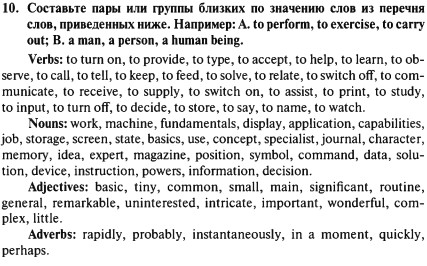 10. Составьте пары или группы близких по значению слов из перечня
слов, приведенных ниже. Например: A. to perform, to exercise, to carry
out; B. a man, a person, a human being.
Verbs: to turn on, to provide, to type, to accept, to help, to learn, to ob-
serve, to call, to tell, to keep, to feed, to solve, to relate, to switch off, to com-
municate, to receive, to supply, to switch on, to assist, to print, to study,
to input, to turn off, to decide, to store, to say, to name, to watch.
Nouns: work, machine, fundamentals, display, application, capabilities,
job, storage, screen, state, basics, use, concept, specialist, journal, character,
memory, idea, expert, magazine, position, symbol, command, data, solu-
tion, device, instruction, powers, information, decision.
Adjectives: basic, tiny, common, small, main, significant, routine,
general, remarkable, uninterested, intricate, important, wonderful, com-
plex, little.
Adverbs: rapidly, probably, instantaneously, in a moment, quickly,
perhaps.